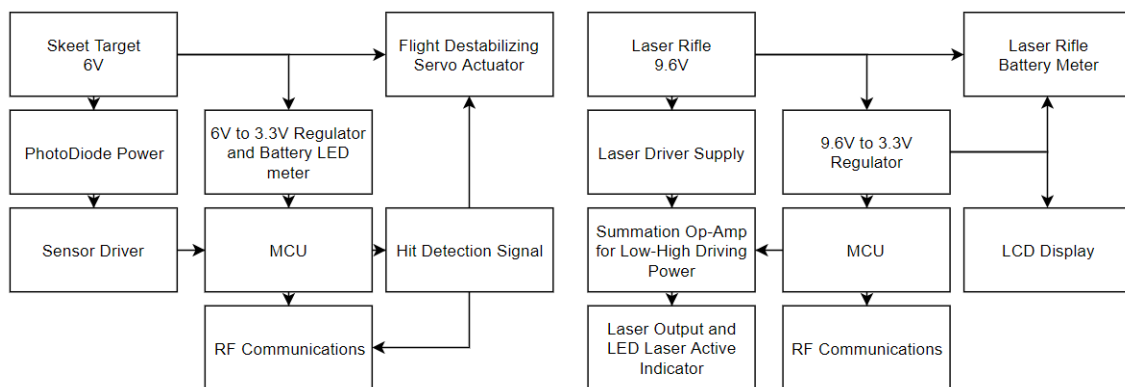 Skeet Target
6V
Flight Destabilizing
Servo Actuator
PhotoDiode Power
6V to 3.3V Regulator
and Battery LED
meter
Sensor Driver
MCU
Hit Detection Signal
RF Communications
Laser Rifle
9.6V
Laser Rifle
Battery Meter
Laser Driver Supply
9.6V to 3.3V
Regulator
Summation Op-Amp
for Low-High Driving
Power
MCU
LCD Display
Laser Output and
LED Laser Active
Indicator
RF Communications